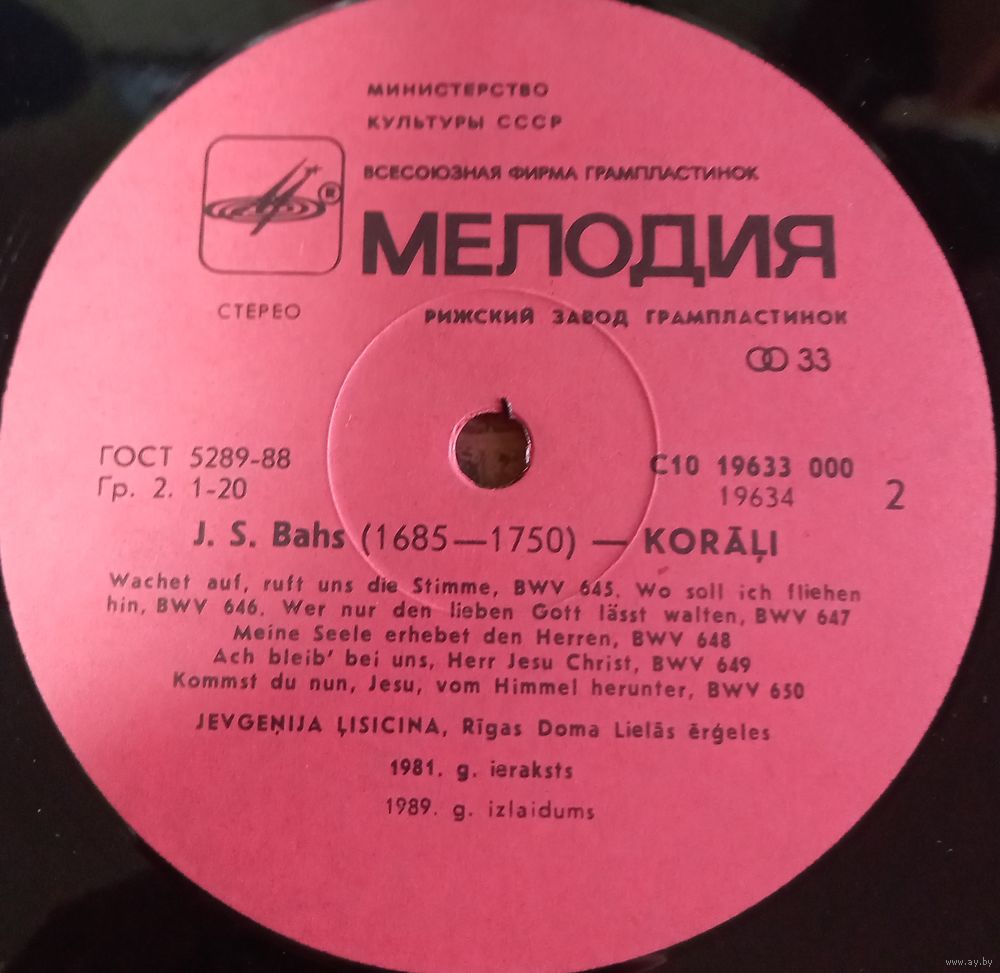 МИНИСТЕРСТВО
КУЛЬТУРЫ СССР
ВСЕСОЮЗНАЯ ФИРМА ГРАМПЛАСТИНОК
®
МЕЛОДИЯ
СТЕРЕО
РИЖСКИЙ ЗАВОД ГРАМПЛАСТИНОК
33
ГОСТ 5289-88
Гр. 2. 1-20
С10 19633 000
19634
2
J. S. Bahs (1685—1750) — KORĀĻI
Wachet auf, ruft uns die Stimme, BWV 645. Wo soll ich fliehen
hin, BWV 646. Wer nur den lieben Gott lässt walten, BWV 647
Meine Seele erhebet den Herren, BWV 648
Ach bleib' bei uns, Herr Jesu Christ, BWV 649
Kommst du nun, Jesu, vom Himmel herunter, BWV 650
JEVGEŅIJA ĻISICINA, Rīgas Doma Lielās ērģeles
1981. g. ieraksts
1989. g. izlaidums
www.ay.by